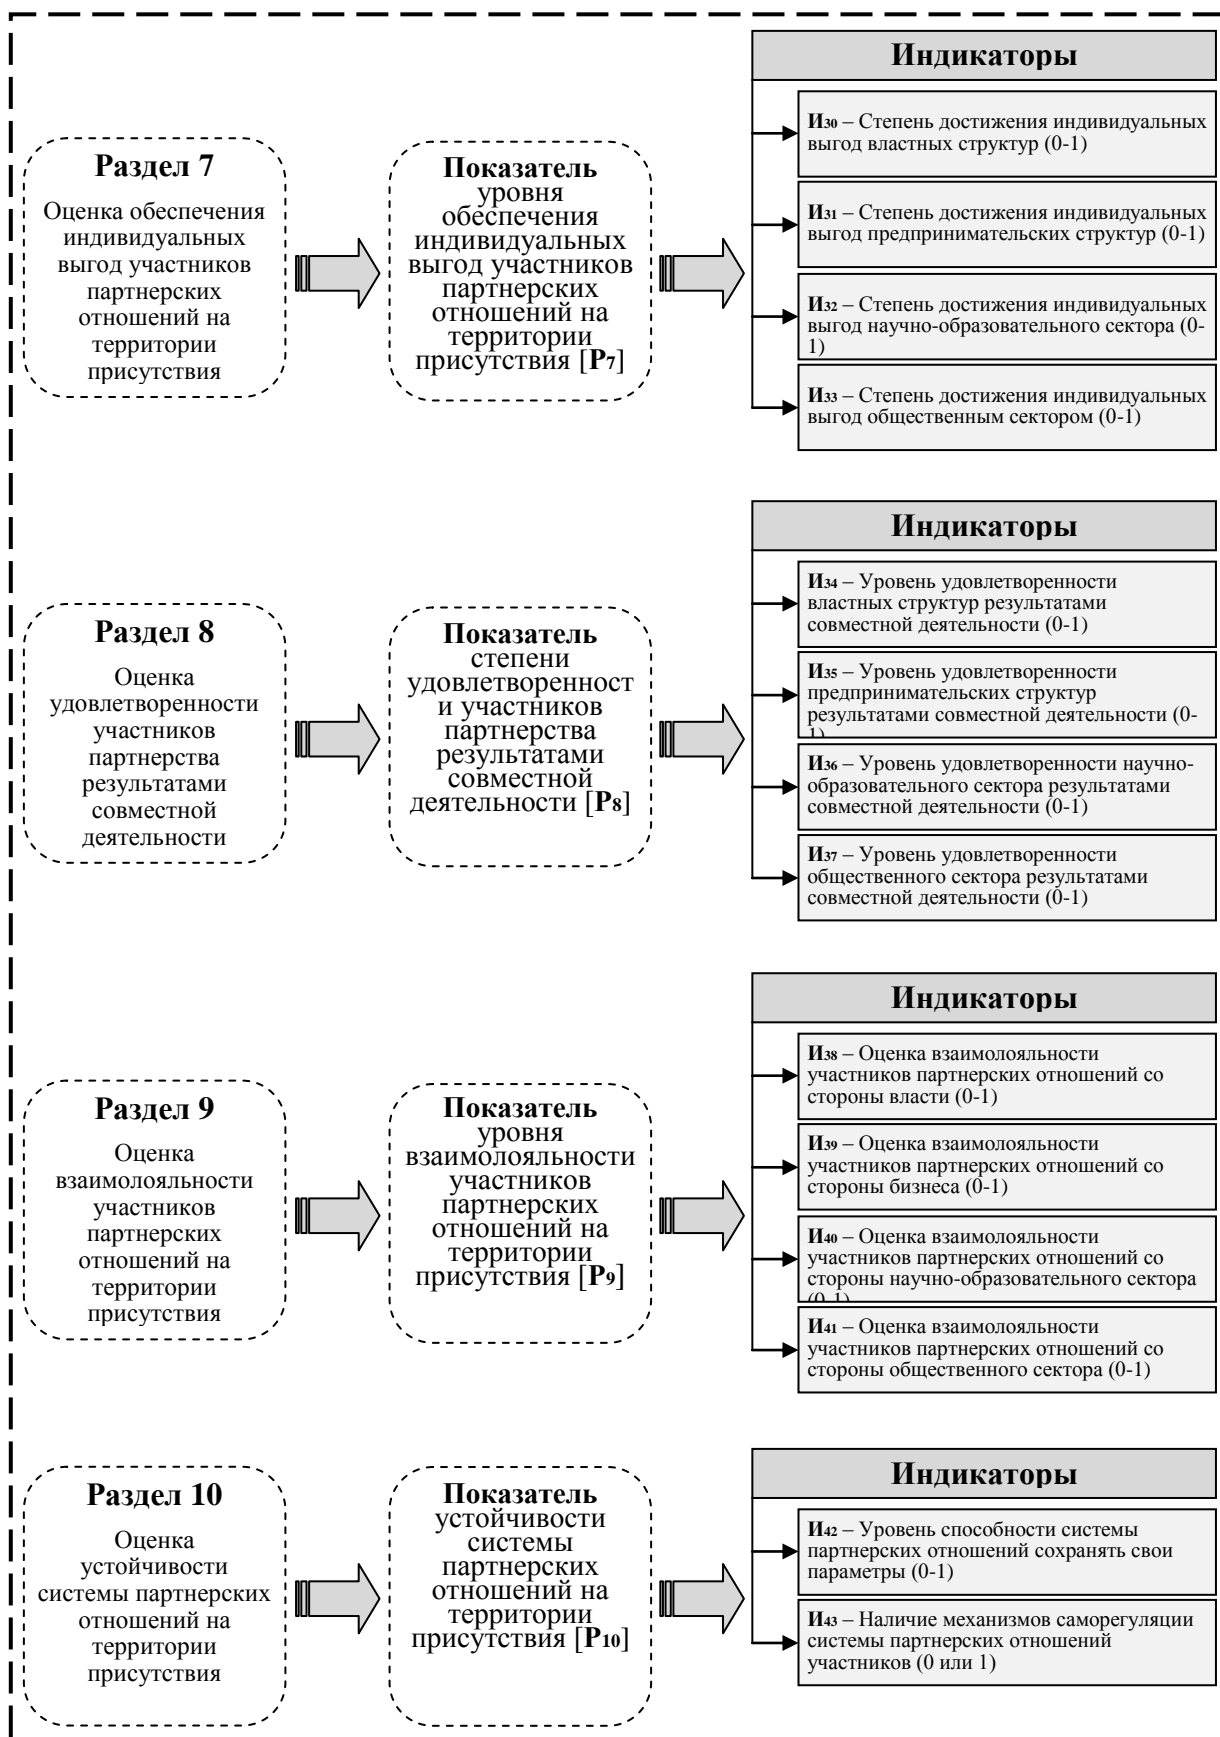 Раздел 7
Оценка обеспечения
индивидуальных
выгод участников
партнерских
отношений на
территории
присутствия
Показатель
уровня
обеспечения
индивидуальных
выгод участников
партнерских
отношений на
территории
присутствия [P7]
Индикаторы
И30 – Степень достижения индивидуальных
выгод властных структур (0-1)
И31 – Степень достижения индивидуальных
выгод предпринимательских структур (0-1)
И32 – Степень достижения индивидуальных
выгод научно-образовательного сектора (0-
1)
И33 – Степень достижения индивидуальных
выгод общественным сектором (0-1)
Раздел 8
Оценка
удовлетворенности
участников
партнерства
результатами
совместной
деятельности
Показатель
степени
удовлетворенност
и участников
партнерства
результатами
совместной
деятельности [P8]
Индикаторы
И34 – Уровень удовлетворенности
властных структур результатами
совместной деятельности (0-1)
И35 – Уровень удовлетворенности
предпринимательских структур
результатами совместной деятельности (0-
1)
И36 – Уровень удовлетворенности научно-
образовательного сектора результатами
совместной деятельности (0-1)
И37 – Уровень удовлетворенности
общественного сектора результатами
совместной деятельности (0-1)
Раздел 9
Оценка
взаимолояльности
участников
партнерских
отношений на
территории
присутствия
Показатель
уровня
взаимолояльности
участников
партнерских
отношений на
территории
присутствия [P9]
Индикаторы
И38 – Оценка взаимолояльности
участников партнерских отношений со
стороны власти (0-1)
И39 – Оценка взаимолояльности
участников партнерских отношений со
стороны бизнеса (0-1)
И40 – Оценка взаимолояльности
участников партнерских отношений со
стороны научно-образовательного сектора
(0-1)
И41 – Оценка взаимолояльности
участников партнерских отношений со
стороны общественного сектора (0-1)
Раздел 10
Оценка
устойчивости
системы партнерских
отношений на
территории
присутствия
Показатель
устойчивости
системы
партнерских
отношений на
территории
присутствия [P10]
Индикаторы
И42 – Уровень способности системы
партнерских отношений сохранять свои
параметры (0-1)
И43 – Наличие механизмов саморегуляции
системы партнерских отношений
участников (0 или 1)